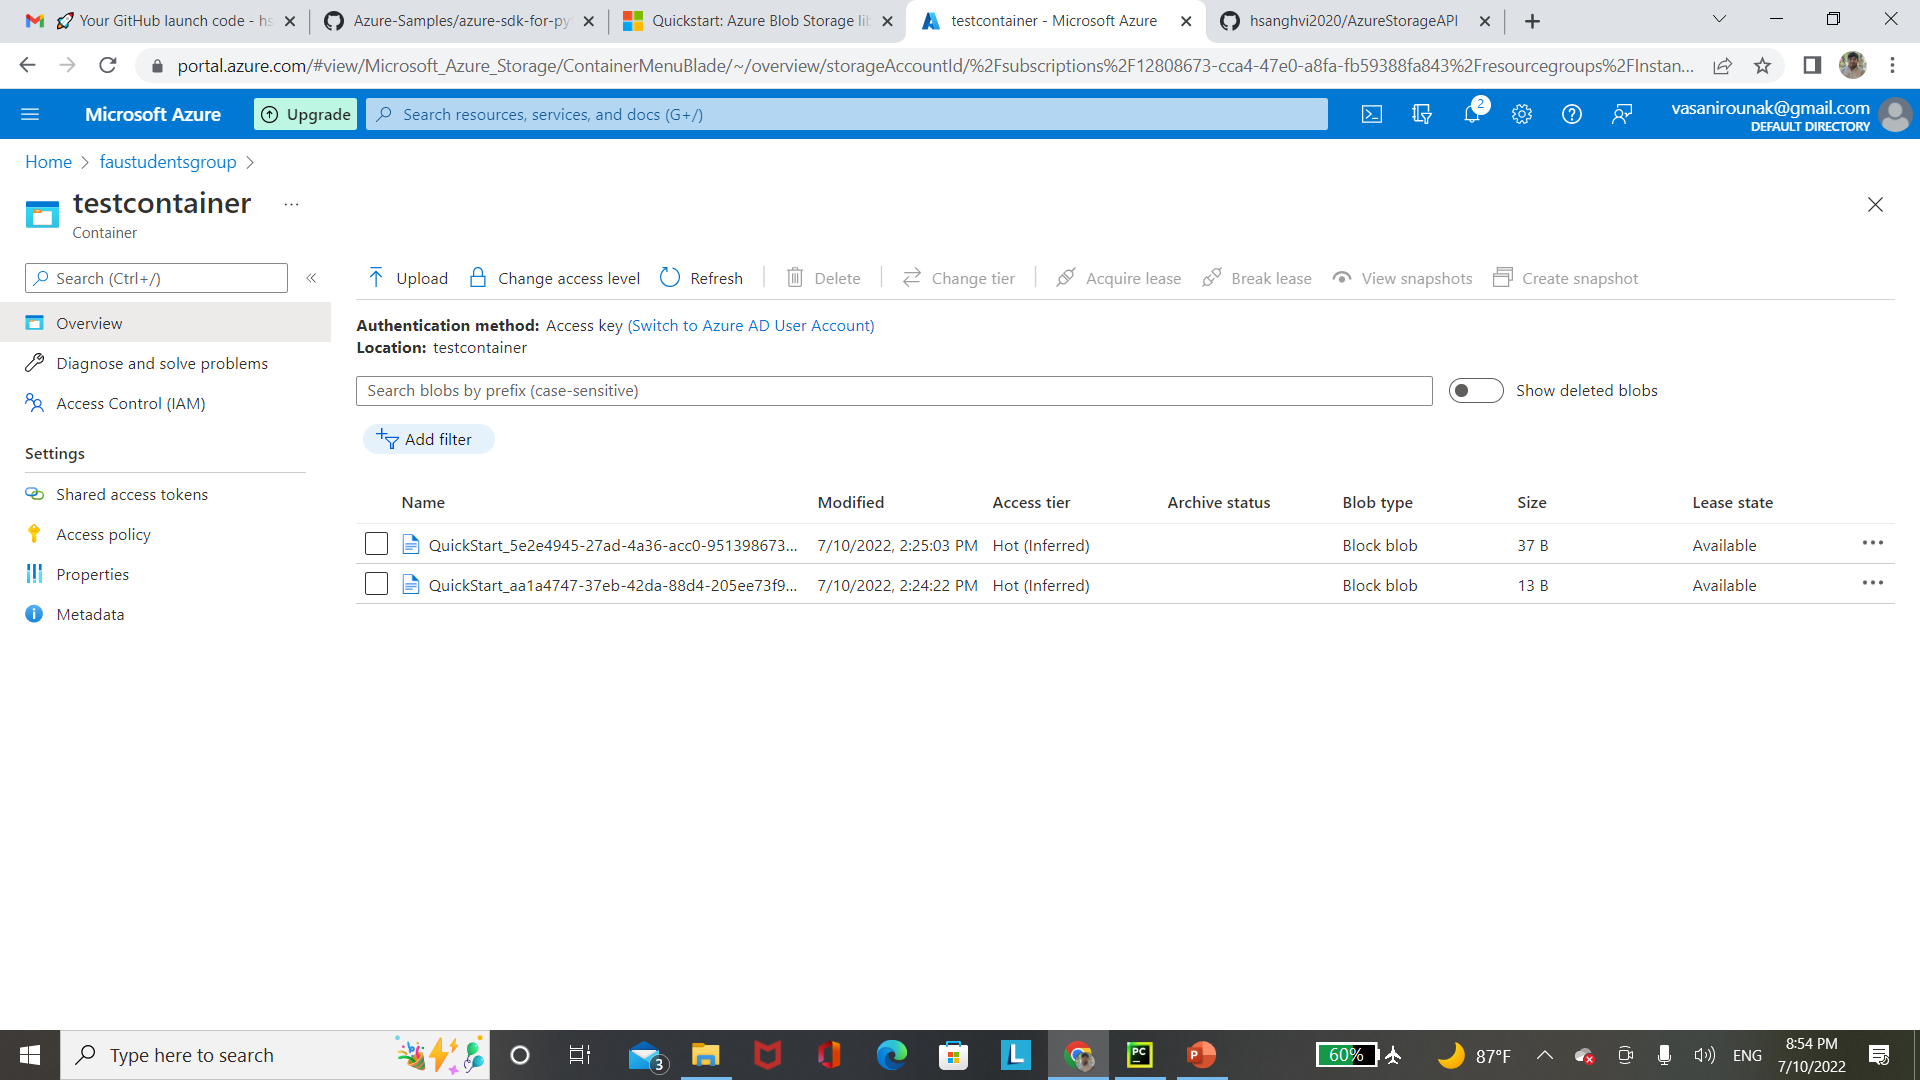 Your GitHub launch code - hs
Azure-Samples/azure-sdk-for-py
Quickstart: Azure Blob Storage lib
testcontainer - Microsoft Azure
hsanghvi2020/AzureStorageAPI
portal.azure.com/#view/Microsoft_Azure_Storage/ContainerMenuBlade/~/overview/storageAccountId/%2Fsubscriptions%2F12808673-cca4-47e0-a8fa-fb59388fa843%2Fresourcegroups%2FInstan...
Microsoft Azure
Upgrade
Search resources, services, and docs (G+/)
2
vasanirounak@gmail.com
DEFAULT DIRECTORY
Home > faustudentsgroup >
testcontainer ...
Container
Search (Ctrl+/) «
Upload Change access level Refresh Delete Change tier Acquire lease Break lease View snapshots Create snapshot
Overview
Diagnose and solve problems
Access Control (IAM)
Settings
Shared access tokens
Access policy
Properties
Metadata
Authentication method: Access key (Switch to Azure AD User Account)
Location: testcontainer
Search blobs by prefix (case-sensitive)
Show deleted blobs
Add filter
Name Modified Access tier Archive status Blob type Size Lease state
QuickStart_5e2e4945-27ad-4a36-acc0-951398673... 7/10/2022, 2:25:03 PM Hot (Inferred) Block blob 37 B Available ...
QuickStart_aa1a4747-37eb-42da-88d4-205ee73f9... 7/10/2022, 2:24:22 PM Hot (Inferred) Block blob 13 B Available ...
Type here to search
3
L
PC
P
60%
87°F
ENG
8:54 PM
7/10/2022